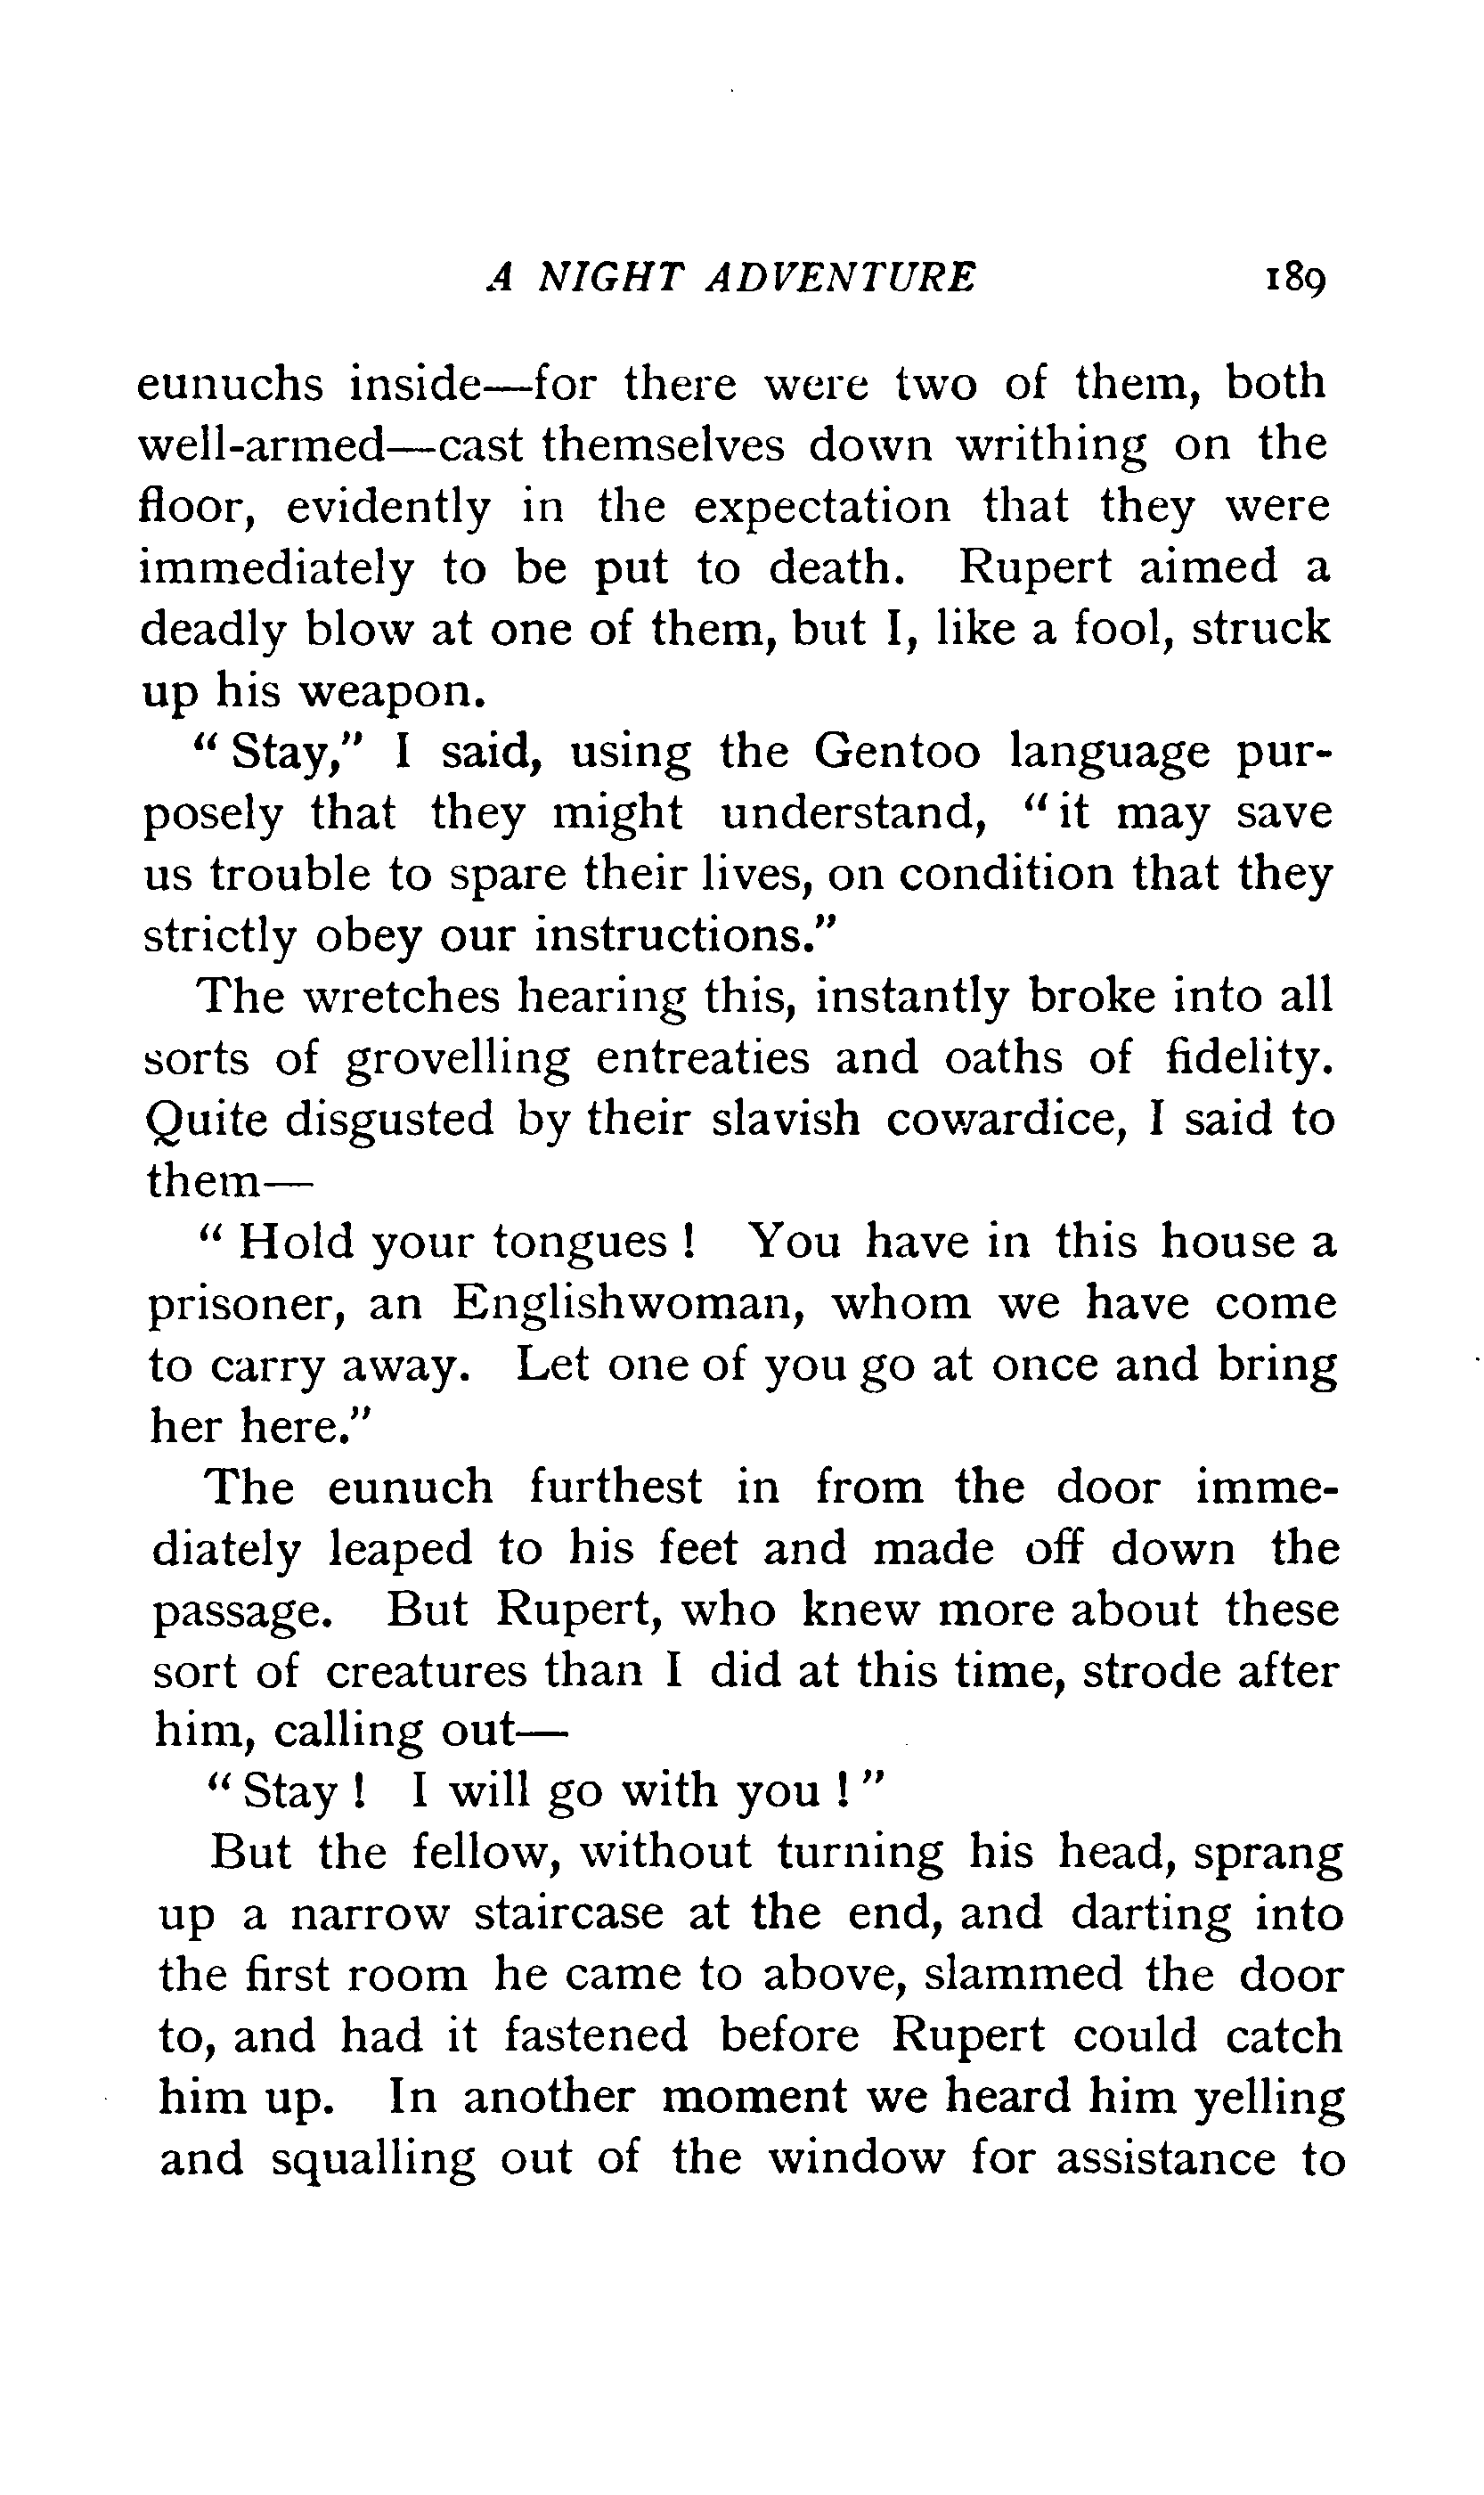 A NIGHT ADVENTURE 189
eunuchs inside—for there were two of them, both
well-armed—cast themselves down writhing on the
floor, evidently in the expectation that they were
immediately to be put to death. Rupert aimed a
deadly blow at one of them, but I, like a fool, struck
up his weapon.
“ Stay,” I said, using the Gentoo language pur-
posely that they might understand, “ it may save
us trouble to spare their lives, on condition that they
strictly obey our instructions.”
The wretches hearing this, instantly broke into all
sorts of grovelling entreaties and oaths of fidelity.
Quite disgusted by their slavish cowardice, I said to
them—
“ Hold your tongues ! You have in this house a
prisoner, an Englishwoman, whom we have come
to carry away. Let one of you go at once and bring
her here.”
The eunuch furthest in from the door imme-
diately leaped to his feet and made off down the
passage. But Rupert, who knew more about these
sort of creatures than I did at this time, strode after
him, calling out—
“ Stay ! I will go with you ! ”
But the fellow, without turning his head, sprang
up a narrow staircase at the end, and darting into
the first room he came to above, slammed the door
to, and had it fastened before Rupert could catch
him up. In another moment we heard him yelling
and squalling out of the window for assistance to